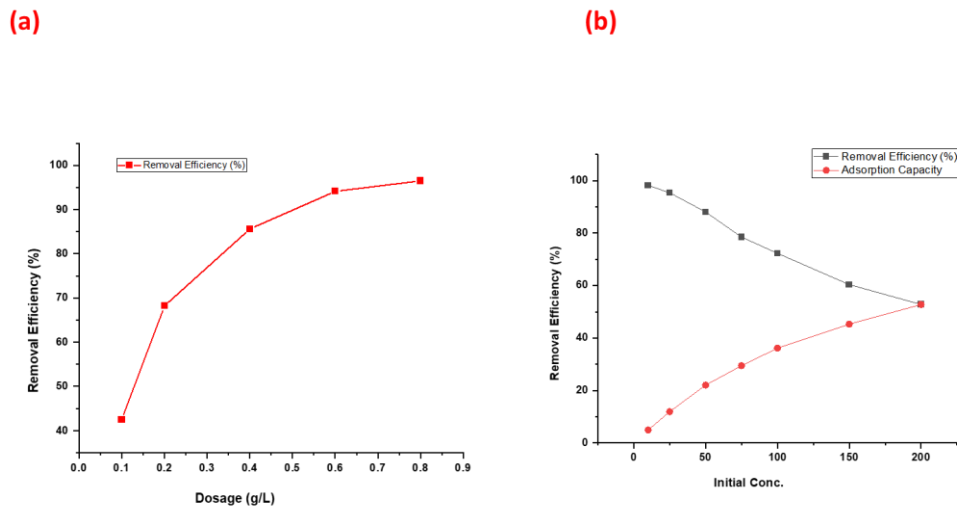 (a)
(b)
Removal Efficiency (%)
100
90
80
70
60
50
40
Removal Efficiency (%)
0.0 0.1 0.2 0.3 0.4 0.5 0.6 0.7 0.8 0.9
Dosage (g/L)
Removal Efficiency (%)
Adsorption Capacity
100
80
60
40
20
0
Removal Efficiency (%)
0 50 100 150 200
Initial Conc.